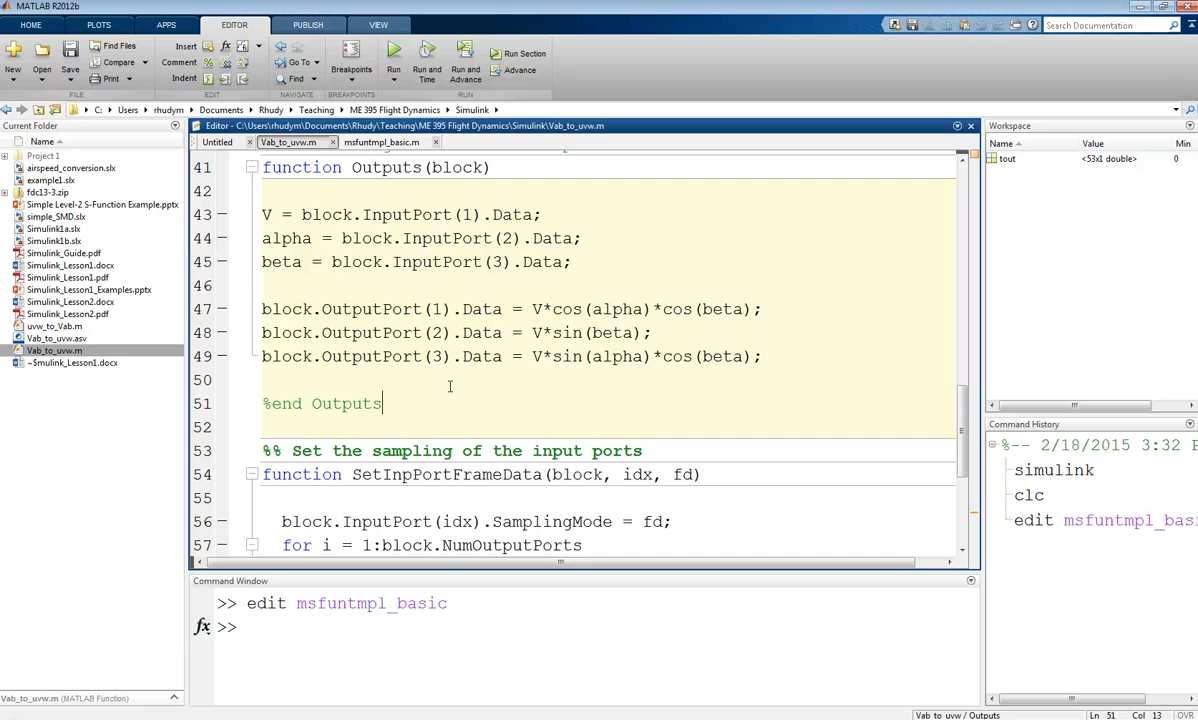 MATLAB R2012b
HOME PLOTS APPS EDITOR PUBLISH VIEW
Search Documentation
New Open Save Find Files Compare Print
Insert Comment Indent
Go To Find
Breakpoints
Run Run and Time Run and Advance Run Section Advance
FILE EDIT NAVIGATE BREAKPOINTS RUN
C: Users rhudym Documents Rhudy Teaching ME 395 Flight Dynamics Simulink
Current Folder
Name
Project 1
airspeed_conversion.slx
example1.slx
fdc13-3.zip
Simple Level-2 S-Function Example.pptx
simple_SMD.slx
Simulink1a.slx
Simulink1b.slx
Simulink_Guide.pdf
Simulink_Lesson1.docx
Simulink_Lesson1.pdf
Simulink_Lesson1_Examples.pptx
Simulink_Lesson2.docx
Simulink_Lesson2.pdf
uvw_to_Vab.m
Vab_to_uvw.asv
Vab_to_uvw.m
~$mulink_Lesson1.docx
Vab_to_uvw.m (MATLAB Function)
Editor - C:\Users\rhudym\Documents\Rhudy\Teaching\ME 395 Flight Dynamics\Simulink\Vab_to_uvw.m
Untitled Vab_to_uvw.m msfuntmpl_basic.m
41 function Outputs(block)
42
43 V = block.InputPort(1).Data;
44 alpha = block.InputPort(2).Data;
45 beta = block.InputPort(3).Data;
46
47 block.OutputPort(1).Data = V*cos(alpha)*cos(beta);
48 block.OutputPort(2).Data = V*sin(beta);
49 block.OutputPort(3).Data = V*sin(alpha)*cos(beta);
50
51 %end Outputs
52
53 %% Set the sampling of the input ports
54 function SetInpPortFrameData(block, idx, fd)
55
56 block.InputPort(idx).SamplingMode = fd;
57 for i = 1:block.NumOutputPorts
Command Window
>> edit msfuntmpl_basic
fx >>
Workspace
Name Value Min
tout <53x1 double> 0
Command History
%-- 2/18/2015 3:32 P
simulink
clc
edit msfuntmpl_bas
Vab_to_uvw / Outputs Ln 51 Col 13 OVR